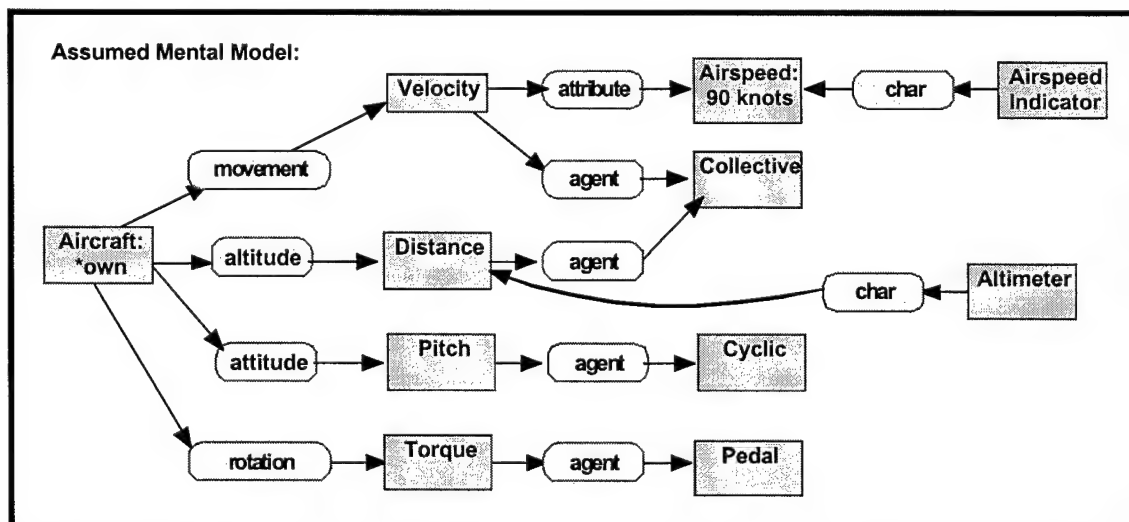 Assumed Mental Model:
Velocity
attribute
Airspeed:
90 knots
char
Airspeed
Indicator
movement
agent
Collective
Aircraft:
*own
altitude
Distance
agent
char
Altimeter
attitude
Pitch
agent
Cyclic
rotation
Torque
agent
Pedal